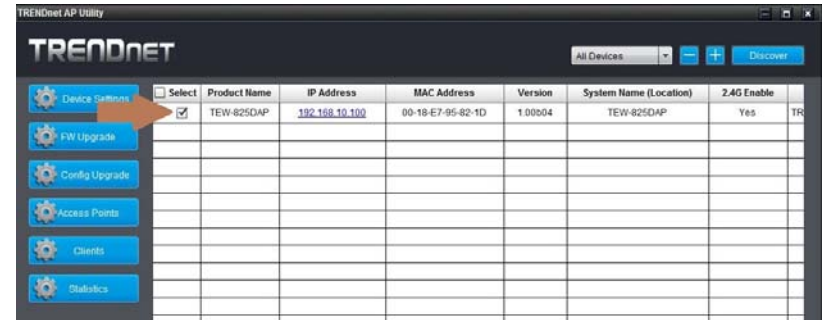 TRENDnet AP Utility
TRENDNET
All Devices
Discover
Device Settings
FW Upgrade
Config Upgrade
Access Points
Clients
Statistics
Select Product Name IP Address MAC Address Version System Name (Location) 2.4G Enable
TEW-825DAP 192.168.10.100 00-18-E7-95-82-1D 1.00b04 TEW-825DAP Yes TR